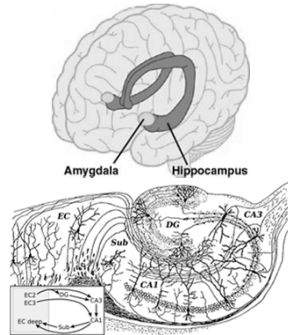 Amygdala Hippocampus
EC
DG
CA3
Sub
CA1
EC2 DG
EC3 CA3
EC deep Sub CA1